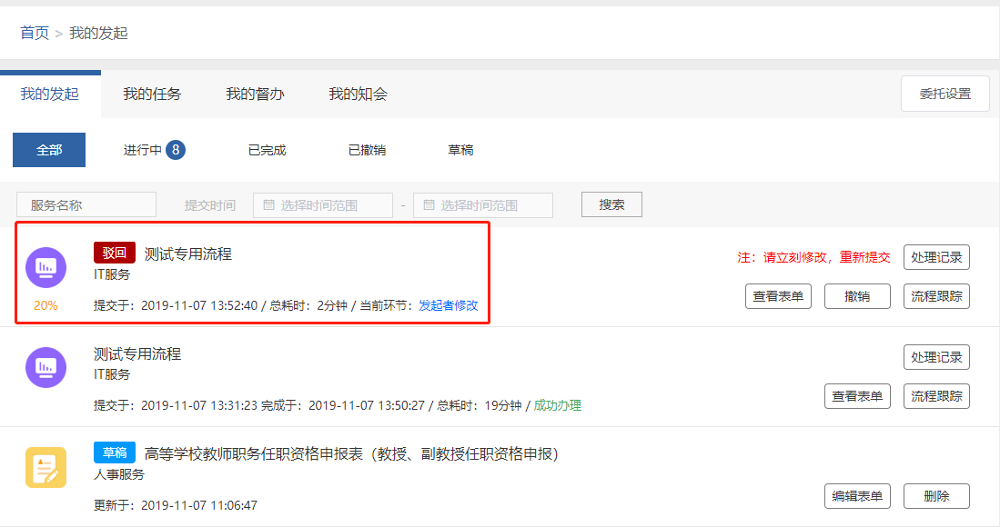 首页 > 我的发起
我的发起 我的任务 我的督办 我的知会 委托设置
全部 进行中 8 已完成 已撤销 草稿
服务名称 提交时间 选择时间范围 - 选择时间范围 搜索
驳回 测试专用流程 注：请立刻修改，重新提交 处理记录
IT服务
20% 提交于：2019-11-07 13:52:40 / 总耗时：2分钟 / 当前环节：发起者修改 查看表单 撤销 流程跟踪
测试专用流程 处理记录
IT服务
提交于：2019-11-07 13:31:23 完成于：2019-11-07 13:50:27 / 总耗时：19分钟 / 成功办理 查看表单 流程跟踪
草稿 高等学校教师职务任职资格申报表（教授、副教授任职资格申报）
人事服务
更新于：2019-11-07 11:06:47 编辑表单 删除